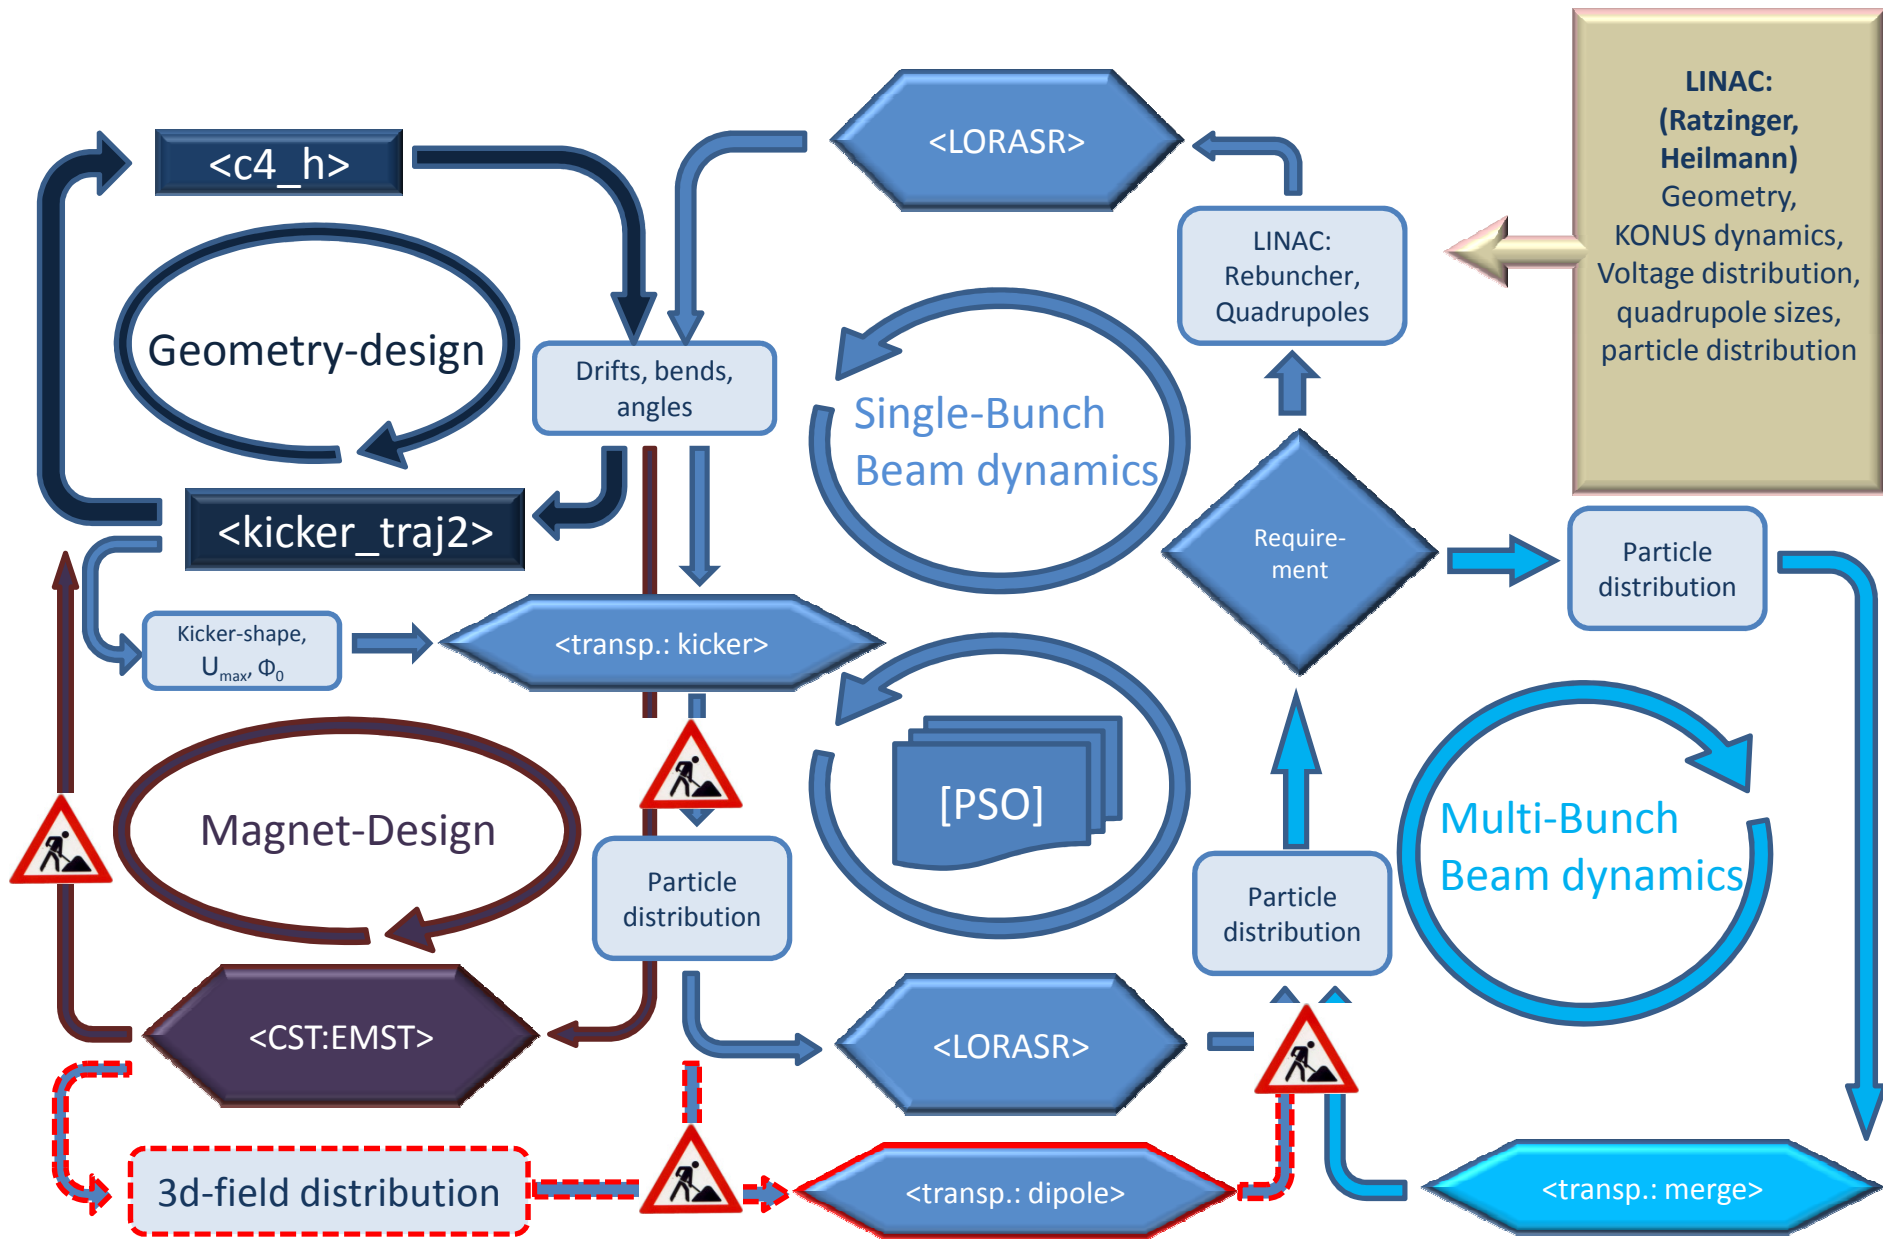 <c4_h>
<LORASR>
LINAC:
(Ratzinger,
Heilmann)
Geometry,
KONUS dynamics,
Voltage distribution,
quadrupole sizes,
particle distribution
LINAC:
Rebuncher,
Quadrupoles
Geometry-design
Drifts, bends,
angles
Single-Bunch
Beam dynamics
<kicker_traj2>
Require-
ment
Particle
distribution
Kicker-shape,
Umax, Φ0
<transp.: kicker>
Magnet-Design
[PSO]
Multi-Bunch
Beam dynamics
Particle
distribution
Particle
distribution
<CST:EMST>
<LORASR>
3d-field distribution
<transp.: dipole>
<transp.: merge>